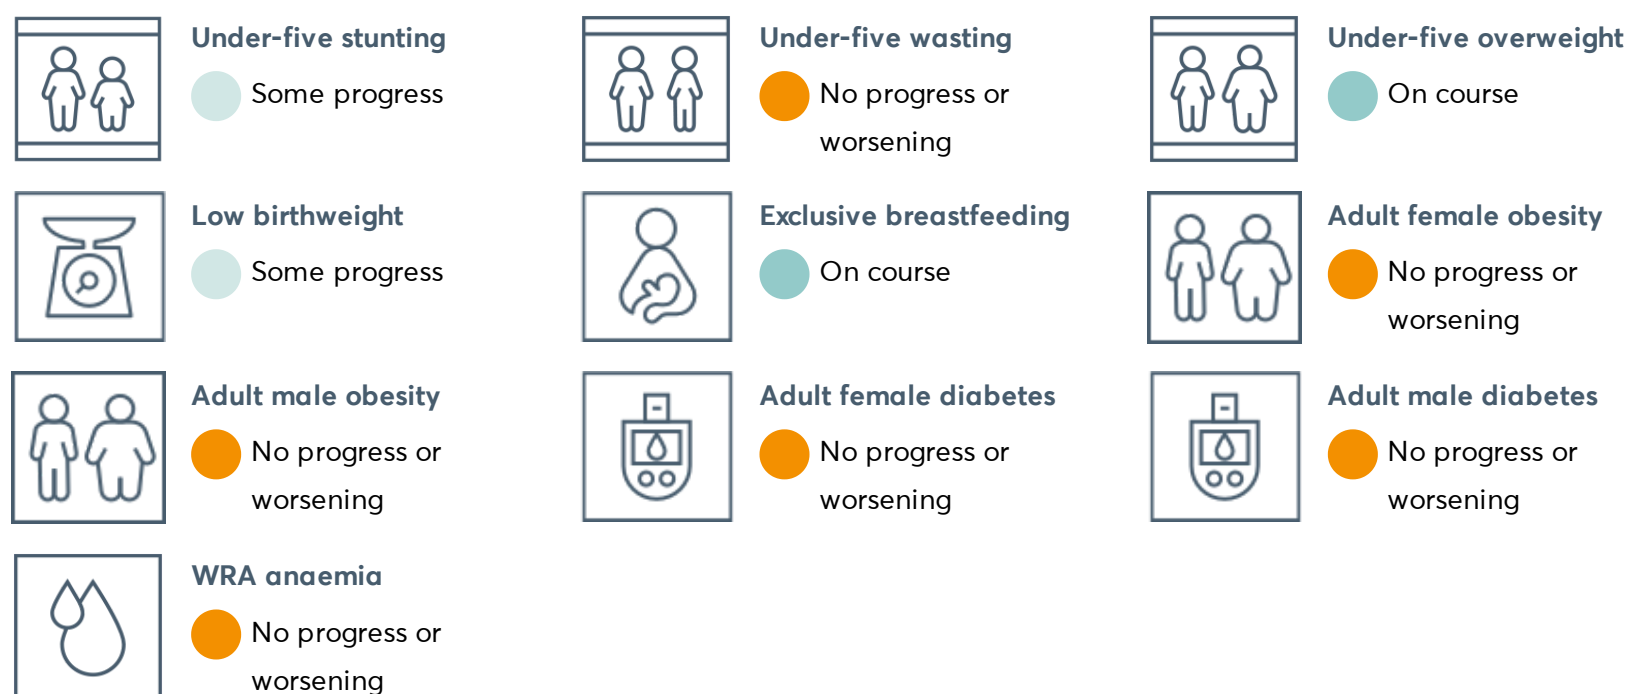 Under-five stunting
Some progress
Under-five wasting
No progress or
worsening
Under-five overweight
On course
Low birthweight
Some progress
Exclusive breastfeeding
On course
Adult female obesity
No progress or
worsening
Adult male obesity
No progress or
worsening
Adult female diabetes
No progress or
worsening
Adult male diabetes
No progress or
worsening
WRA anaemia
No progress or
worsening